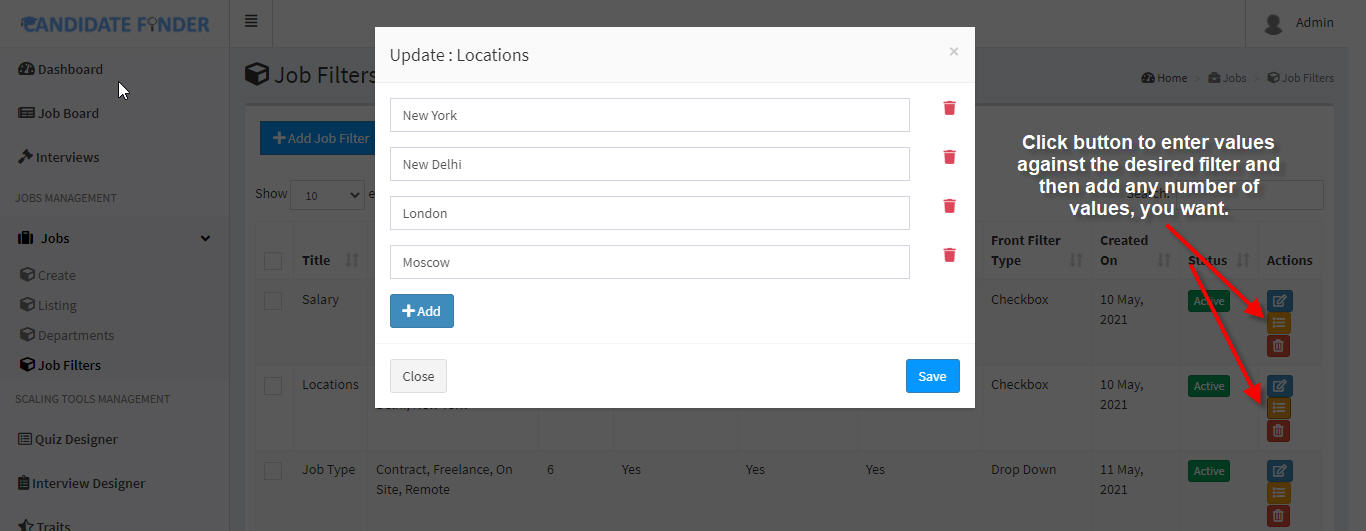 CANDIDATE FINDER
Admin
Dashboard
Job Board
Interviews
JOBS MANAGEMENT
Jobs
Create
Listing
Departments
Job Filters
SCALING TOOLS MANAGEMENT
Quiz Designer
Interview Designer
Traits
Job Filters
Home > Jobs > Job Filters
Add Job Filter
Show 10
Search:
Update : Locations
×
New York
New Delhi
London
Moscow
Add
Close
Save
Click button to enter values
against the desired filter and
then add any number of
values, you want.
Title
Front Filter
Type
Created
On
Status
Actions
Salary
Checkbox
10 May,
2021
Active
Locations
Checkbox
10 May,
2021
Active
Job Type
Contract, Freelance, On
Site, Remote
6
Yes
Yes
Yes
Drop Down
11 May,
2021
Active